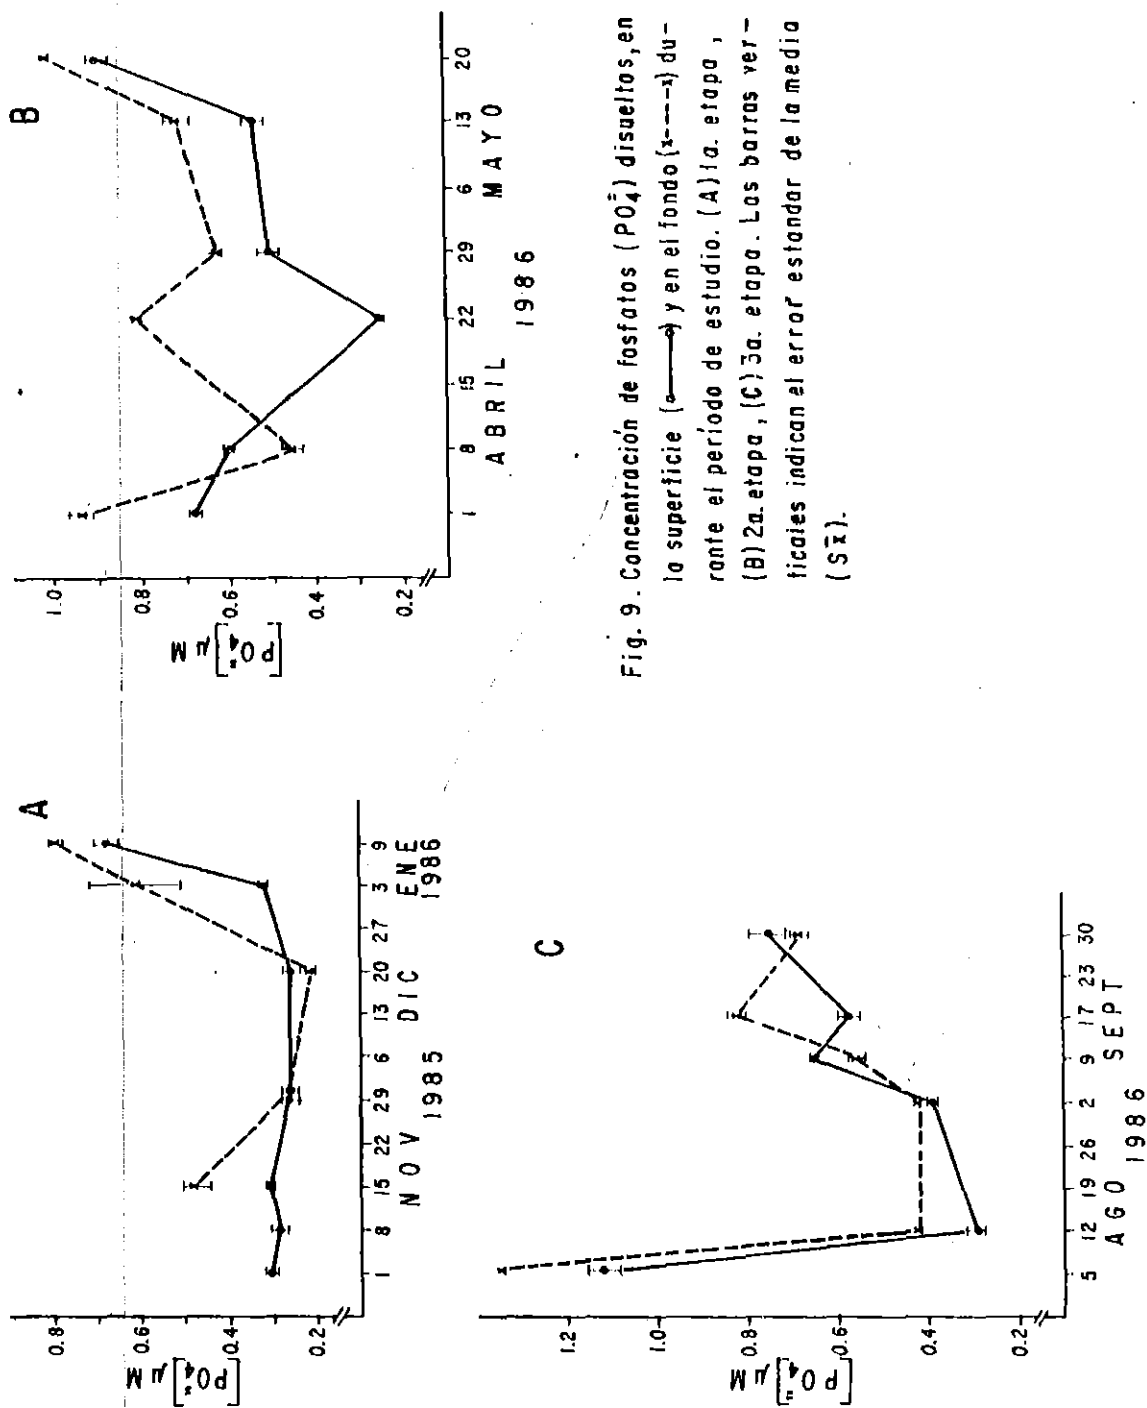 A
[PO₄⁼] μM
0.8
0.6
0.4
0.2
1 8 15 22 29 6 13 20 27 3 9
NOV DIC ENE
1985 1986
B
[PO₄⁼] μM
1.0
0.8
0.6
0.4
0.2
1 8 15 22 29 6 13 20
ABRIL MAYO
1986
C
[PO₄⁼] μM
1.2
1.0
0.8
0.6
0.4
0.2
5 12 19 26 2 9 17 23 30
AGO SEPT
1986
Fig. 9. Concentración de fosfatos (PO₄⁼) disueltos, en
la superficie (o——o) y en el fondo (x----x) du-
rante el período de estudio. (A) 1a. etapa,
(B) 2a. etapa, (C) 3a. etapa. Las barras ver-
ticales indican el error estandar de la media
(Sx̄).